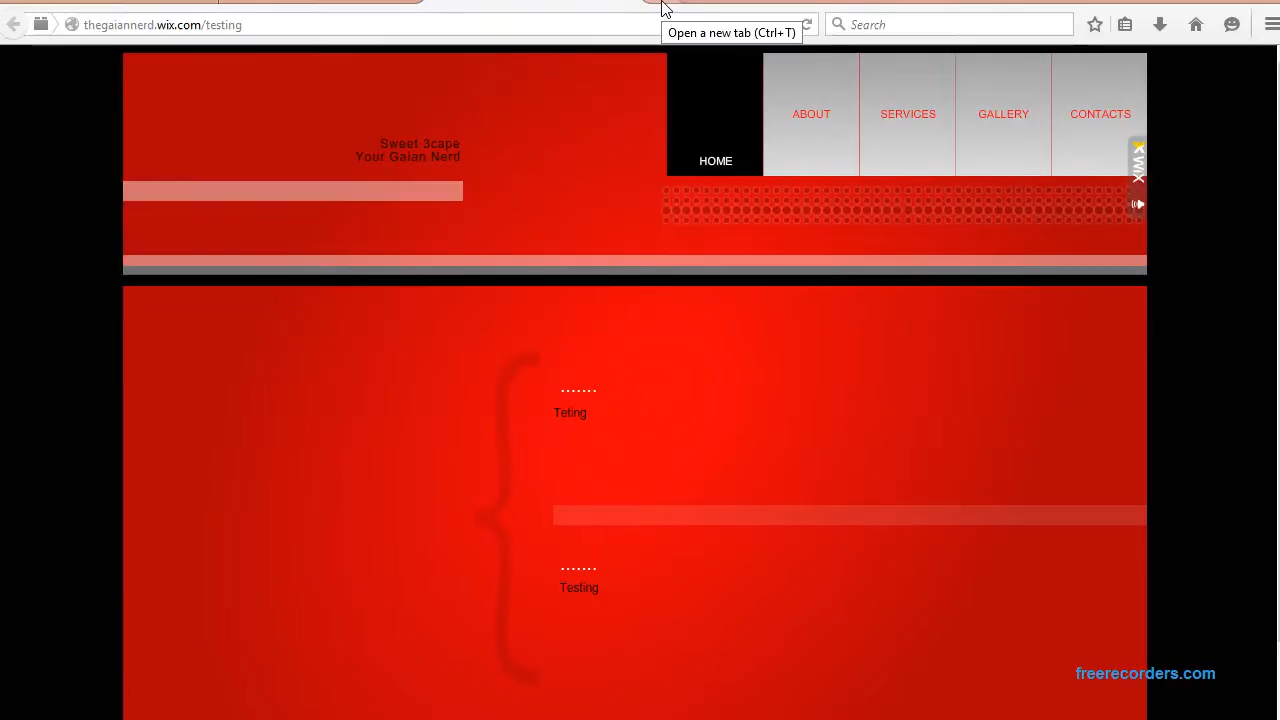 thegaiannerd.wix.com/testing
Search
Open a new tab (Ctrl+T)
ABOUT
SERVICES
GALLERY
CONTACTS
HOME
Sweet 3cape
Your Gaian Nerd
WiX
.......
Teting
.......
Testing
freerecorders.com